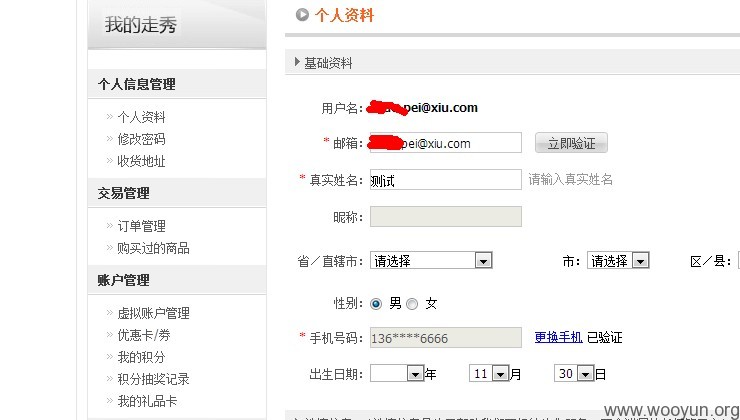 我的走秀
个人信息管理
» 个人资料
» 修改密码
» 收货地址
交易管理
» 订单管理
» 购买过的商品
账户管理
» 虚拟账户管理
» 优惠卡/券
» 我的积分
» 积分抽奖记录
» 我的礼品卡
个人资料
基础资料
用户名: pei@xiu.com
* 邮箱: pei@xiu.com 立即验证
* 真实姓名: 测试 请输入真实姓名
昵称:
省／直辖市: 请选择 市: 请选择 区／县:
性别: 男 女
* 手机号码: 136****6666 更换手机 已验证
出生日期: 年 11 月 30 日
www.wooyun.org